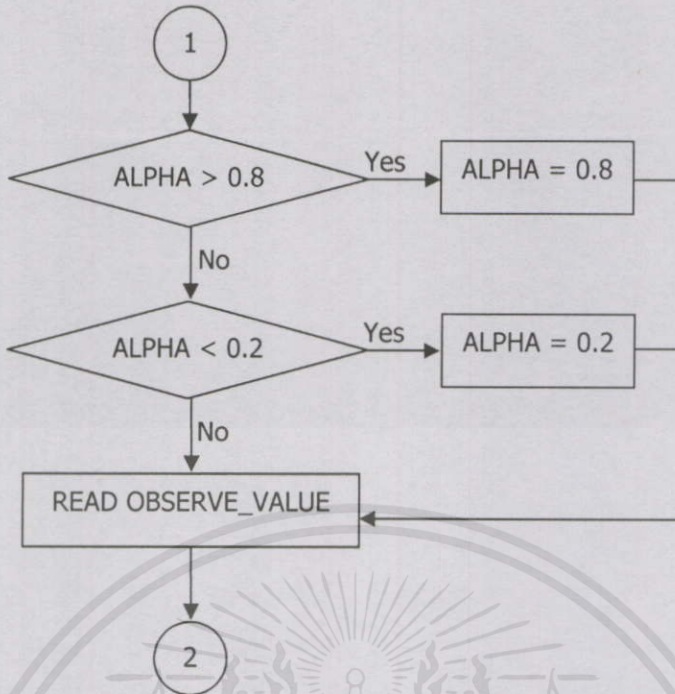 1
ALPHA > 0.8
Yes
ALPHA = 0.8
No
ALPHA < 0.2
Yes
ALPHA = 0.2
No
READ OBSERVE_VALUE
2